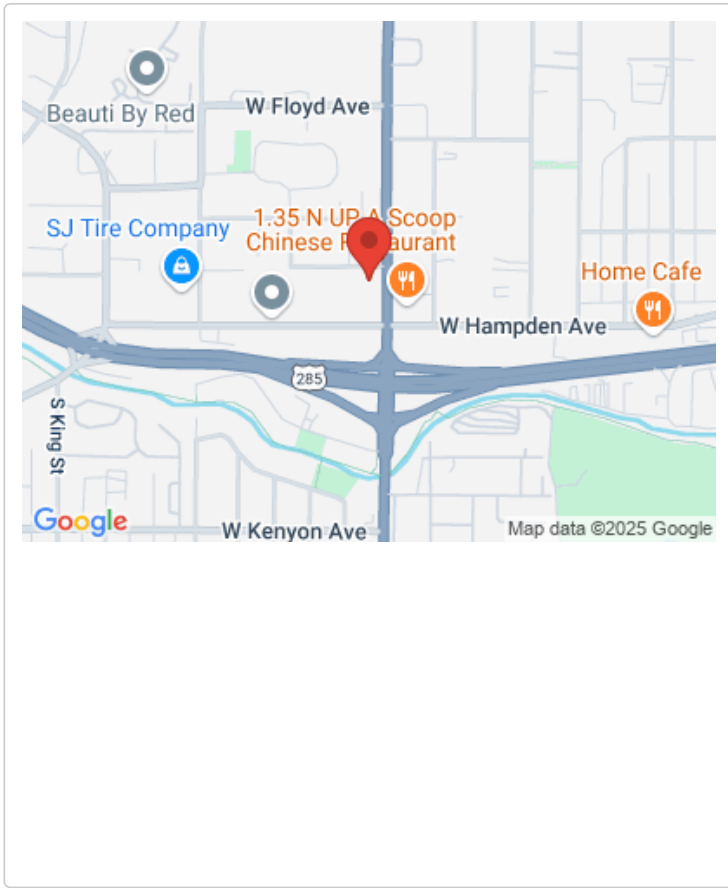 Beauti By Red
W Floyd Ave
1.35 N UP A Scoop
Chinese Restaurant
SJ Tire Company
Home Cafe
W Hampden Ave
285
S King St
Google
W Kenyon Ave
Map data ©2025 Google